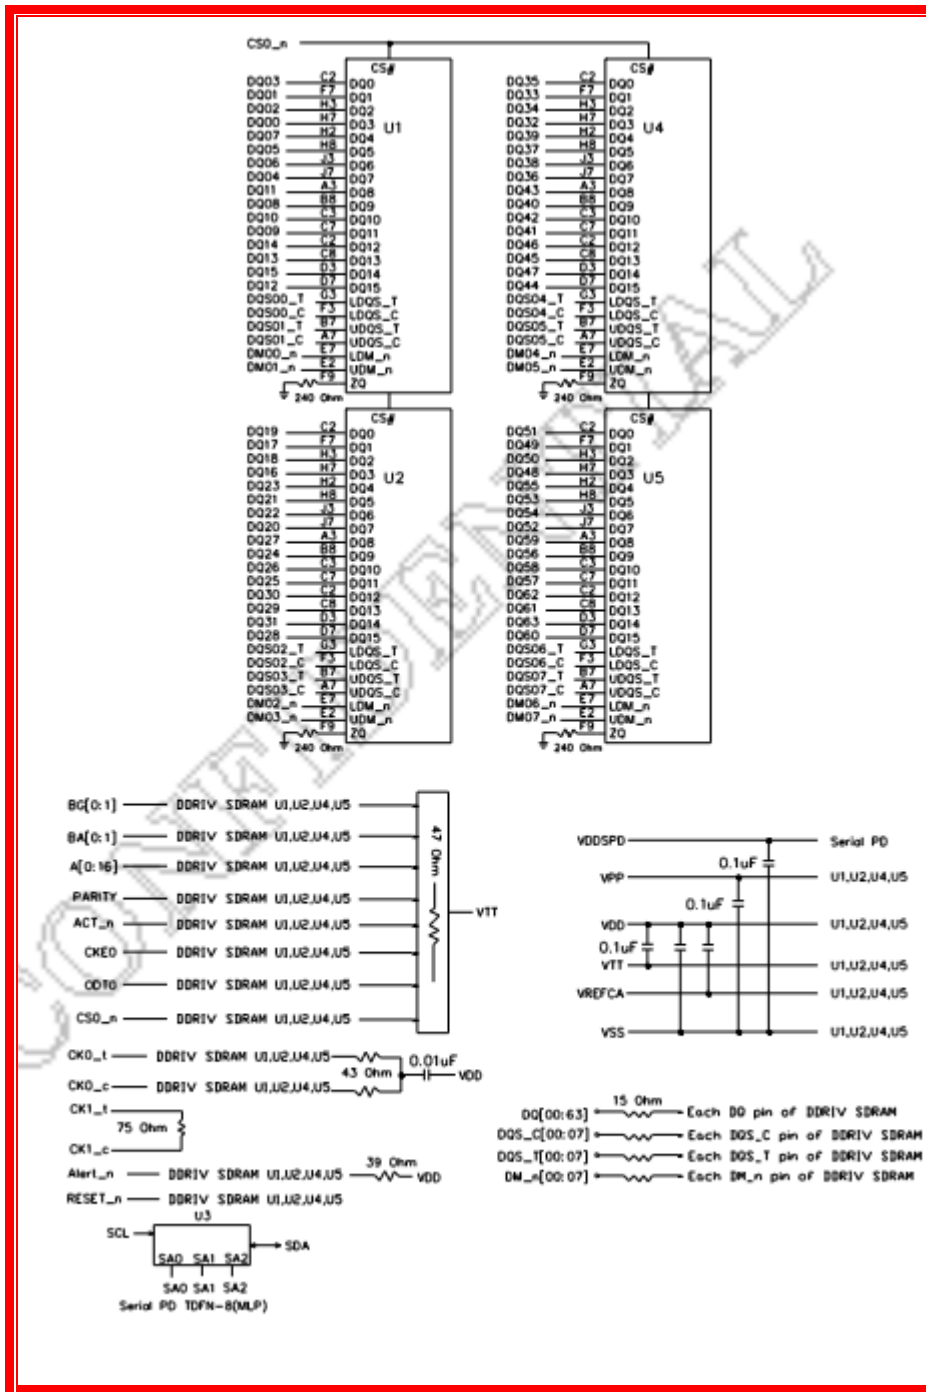 CS0_n
CS#
DQ03 C2 DQ0
DQ01 F7 DQ1
DQ02 H3 DQ2
DQ00 H7 DQ3
U1
DQ07 H2 DQ4
DQ05 H8 DQ5
DQ06 J3 DQ6
DQ04 J7 DQ7
DQ11 A3 DQ8
DQ08 B8 DQ9
DQ10 C3 DQ10
DQ09 C7 DQ11
DQ14 C2 DQ12
DQ13 C8 DQ13
DQ15 D3 DQ14
DQ12 D7 DQ15
DQS00_T G3 LDQS_T
DQS00_C F3 LDQS_C
DQS01_T B7 UDQS_T
DQS01_C A7 UDQS_C
DM00_n E7 LDM_n
DM01_n E2 UDM_n
F9 ZQ
240 Ohm
CS#
DQ35 C2 DQ0
DQ33 F7 DQ1
DQ34 H3 DQ2
DQ32 H7 DQ3
U4
DQ39 H2 DQ4
DQ37 H8 DQ5
DQ38 J3 DQ6
DQ36 J7 DQ7
DQ43 A3 DQ8
DQ40 B8 DQ9
DQ42 C3 DQ10
DQ41 C7 DQ11
DQ46 C2 DQ12
DQ45 C8 DQ13
DQ47 D3 DQ14
DQ44 D7 DQ15
DQS04_T G3 LDQS_T
DQS04_C F3 LDQS_C
DQS05_T B7 UDQS_T
DQS05_C A7 UDQS_C
DM04_n E7 LDM_n
DM05_n E2 UDM_n
F9 ZQ
240 Ohm
CS#
DQ19 C2 DQ0
DQ17 F7 DQ1
DQ18 H3 DQ2
DQ16 H7 DQ3
U2
DQ23 H2 DQ4
DQ21 H8 DQ5
DQ22 J3 DQ6
DQ20 J7 DQ7
DQ27 A3 DQ8
DQ24 B8 DQ9
DQ26 C3 DQ10
DQ25 C7 DQ11
DQ30 C2 DQ12
DQ29 C8 DQ13
DQ31 D3 DQ14
DQ28 D7 DQ15
DQS02_T G3 LDQS_T
DQS02_C F3 LDQS_C
DQS03_T B7 UDQS_T
DQS03_C A7 UDQS_C
DM02_n E7 LDM_n
DM03_n E2 UDM_n
F9 ZQ
240 Ohm
CS#
DQ51 C2 DQ0
DQ49 F7 DQ1
DQ50 H3 DQ2
DQ48 H7 DQ3
U5
DQ55 H2 DQ4
DQ53 H8 DQ5
DQ54 J3 DQ6
DQ52 J7 DQ7
DQ59 A3 DQ8
DQ56 B8 DQ9
DQ58 C3 DQ10
DQ57 C7 DQ11
DQ62 C2 DQ12
DQ61 C8 DQ13
DQ63 D3 DQ14
DQ60 D7 DQ15
DQS06_T G3 LDQS_T
DQS06_C F3 LDQS_C
DQS07_T B7 UDQS_T
DQS07_C A7 UDQS_C
DM06_n E7 LDM_n
DM07_n E2 UDM_n
F9 ZQ
240 Ohm
BG[0:1] DDRIV SDRAM U1,U2,U4,U5
BA[0:1] DDRIV SDRAM U1,U2,U4,U5
A[0:16] DDRIV SDRAM U1,U2,U4,U5
PARITY DDRIV SDRAM U1,U2,U4,U5
ACT_n DDRIV SDRAM U1,U2,U4,U5
CKE0 DDRIV SDRAM U1,U2,U4,U5
ODT0 DDRIV SDRAM U1,U2,U4,U5
CS0_n DDRIV SDRAM U1,U2,U4,U5
47 Ohm
VTT
VDDSPD Serial PD
0.1uF
VPP U1,U2,U4,U5
0.1uF
VDD U1,U2,U4,U5
0.1uF
VTT U1,U2,U4,U5
VREFCA U1,U2,U4,U5
VSS U1,U2,U4,U5
CK0_t DDRIV SDRAM U1,U2,U4,U5
43 Ohm
0.01uF
VDD
CK0_c DDRIV SDRAM U1,U2,U4,U5
CK1_t
75 Ohm
CK1_c
Alert_n DDRIV SDRAM U1,U2,U4,U5 39 Ohm VDD
RESET_n DDRIV SDRAM U1,U2,U4,U5
15 Ohm
DQ[00:63] Each DQ pin of DDRIV SDRAM
DQS_C[00:07] Each DQS_C pin of DDRIV SDRAM
DQS_T[00:07] Each DQS_T pin of DDRIV SDRAM
DM_n[00:07] Each DM_n pin of DDRIV SDRAM
U3
SCL
SDA
SA0 SA1 SA2
SA0 SA1 SA2
Serial PD TDFN-8(MLP)
CONFIDENTIAL